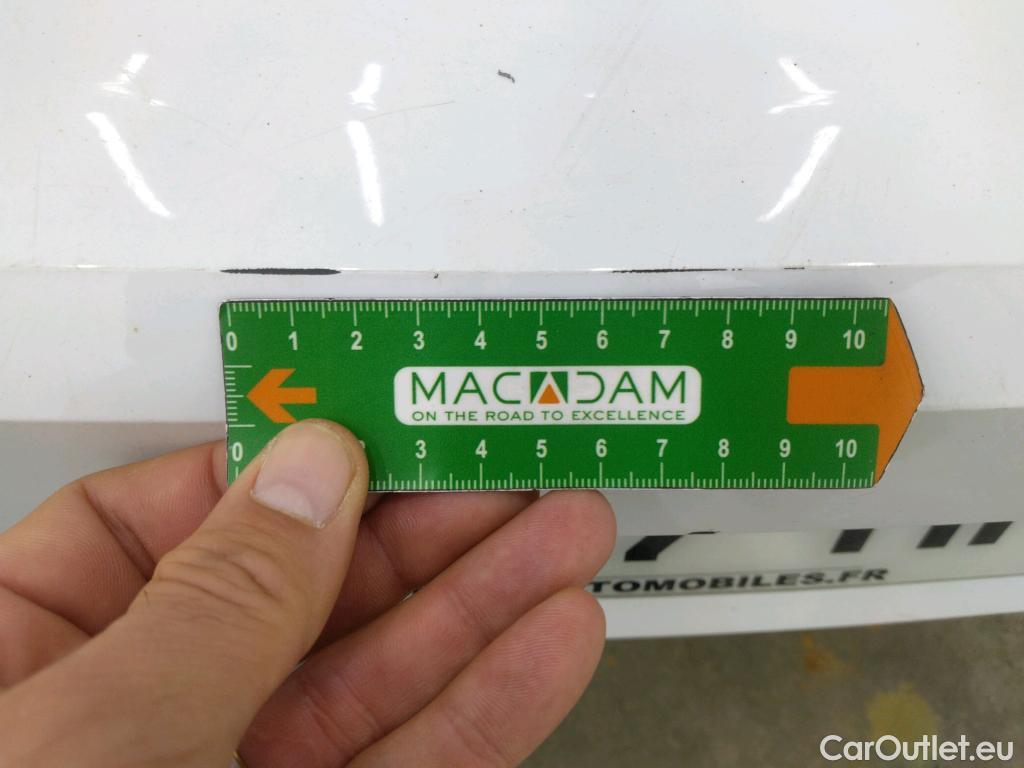 0 1 2 3 4 5 6 7 8 9 10
MACADAM
ON THE ROAD TO EXCELLENCE
0 3 4 5 6 7 8 9 10
TOMOBILES.FR
CarOutlet.eu